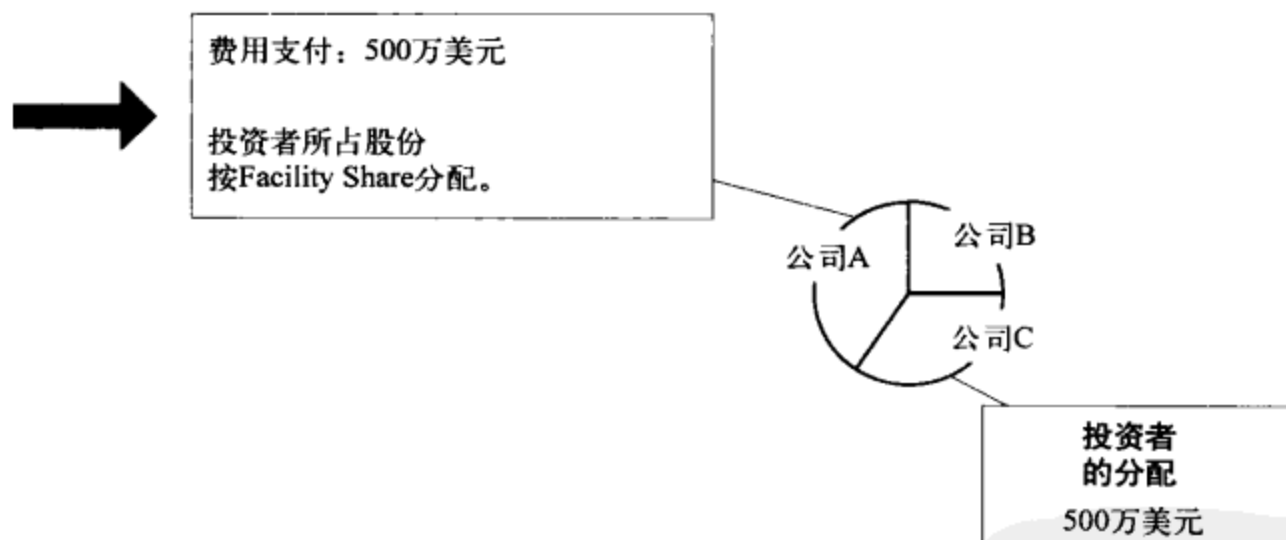 费用支付：500万美元
投资者所占股份
按Facility Share分配。
公司A
公司B
公司C
投资者
的分配
500万美元